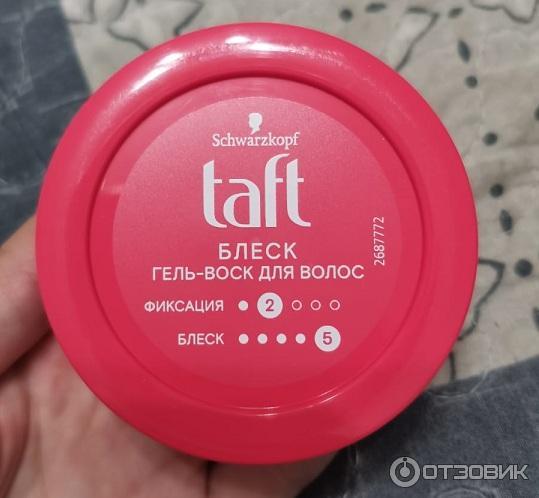 Schwarzkopf
taft
БЛЕСК
ГЕЛЬ-ВОСК ДЛЯ ВОЛОС
2687772
ФИКСАЦИЯ 2
БЛЕСК 5
ОТЗОВИК